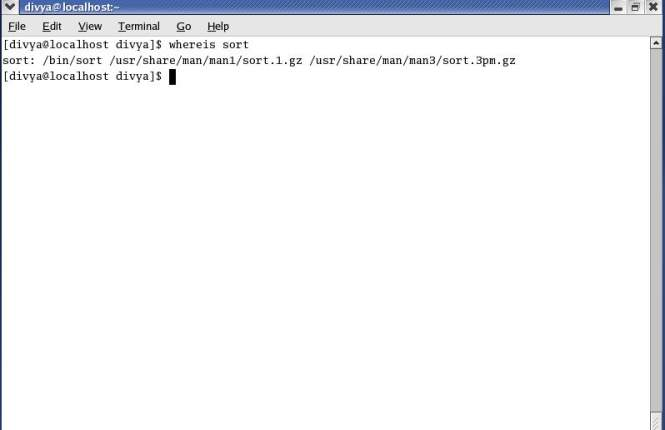 divya@localhost:~
File Edit View Terminal Go Help
[divya@localhost divya]$ whereis sort
sort: /bin/sort /usr/share/man/man1/sort.1.gz /usr/share/man/man3/sort.3pm.gz
[divya@localhost divya]$